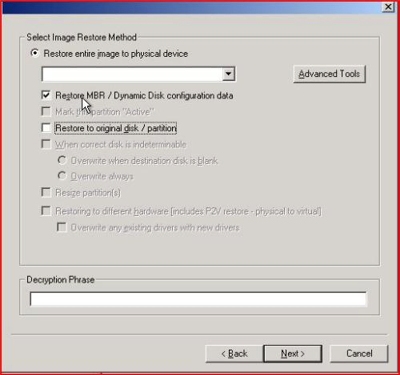 Select Image Restore Method
Restore entire image to physical device
Advanced Tools
Restore MBR / Dynamic Disk configuration data
Mark the partition "Active"
Restore to original disk / partition
When correct disk is indeterminable
Overwrite when destination disk is blank
Overwrite always
Resize partition(s)
Restoring to different hardware [includes P2V restore - physical to virtual]
Overwrite any existing drivers with new drivers
Decryption Phrase
< Back
Next >
Cancel